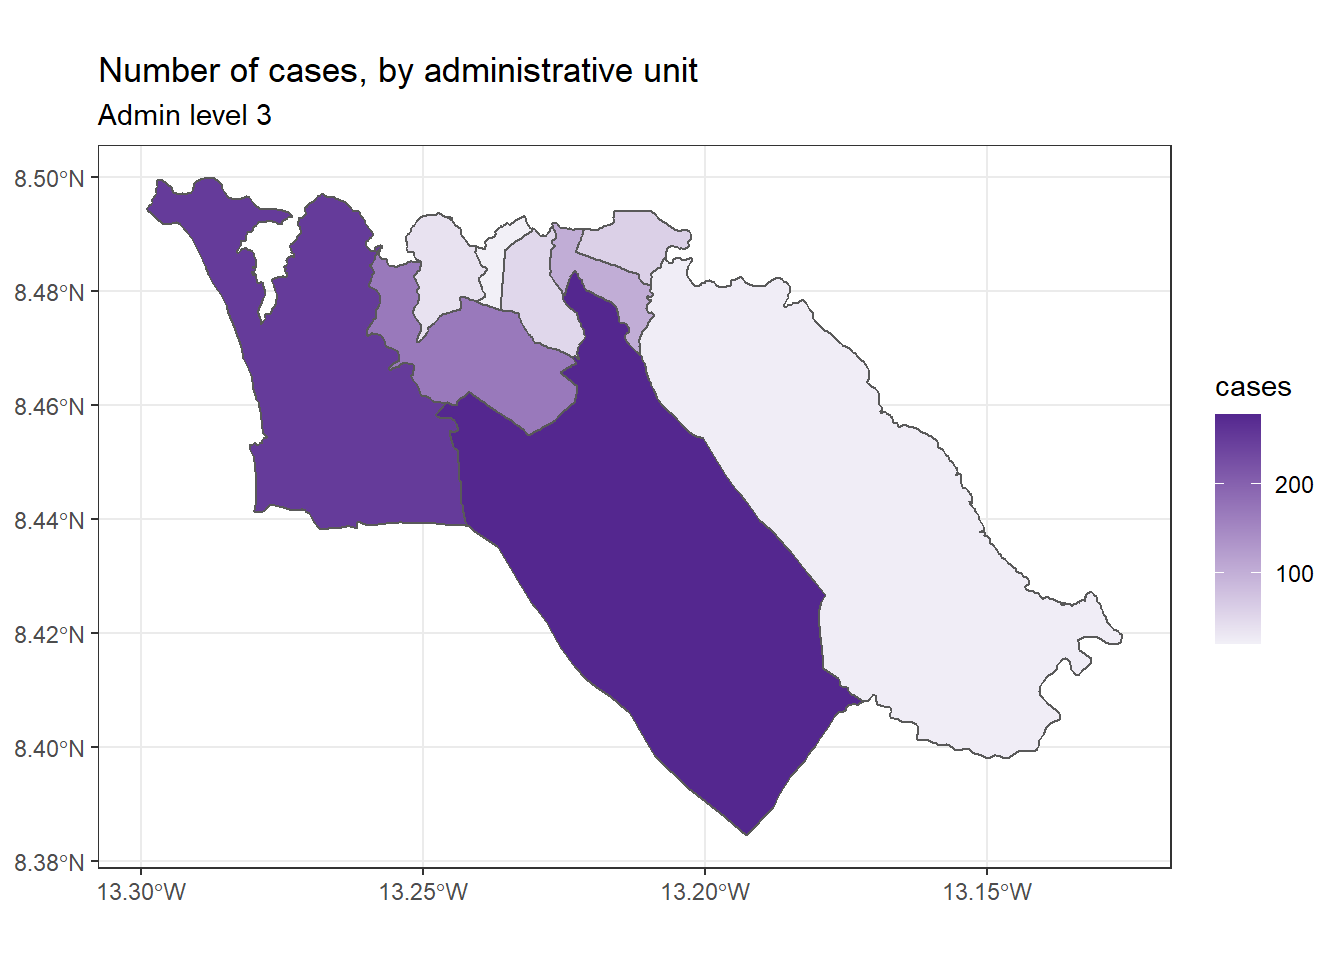 Number of cases, by administrative unit
Admin level 3
8.50°N
8.48°N
8.46°N
8.44°N
8.42°N
8.40°N
8.38°N
13.30°W
13.25°W
13.20°W
13.15°W
cases
200
100